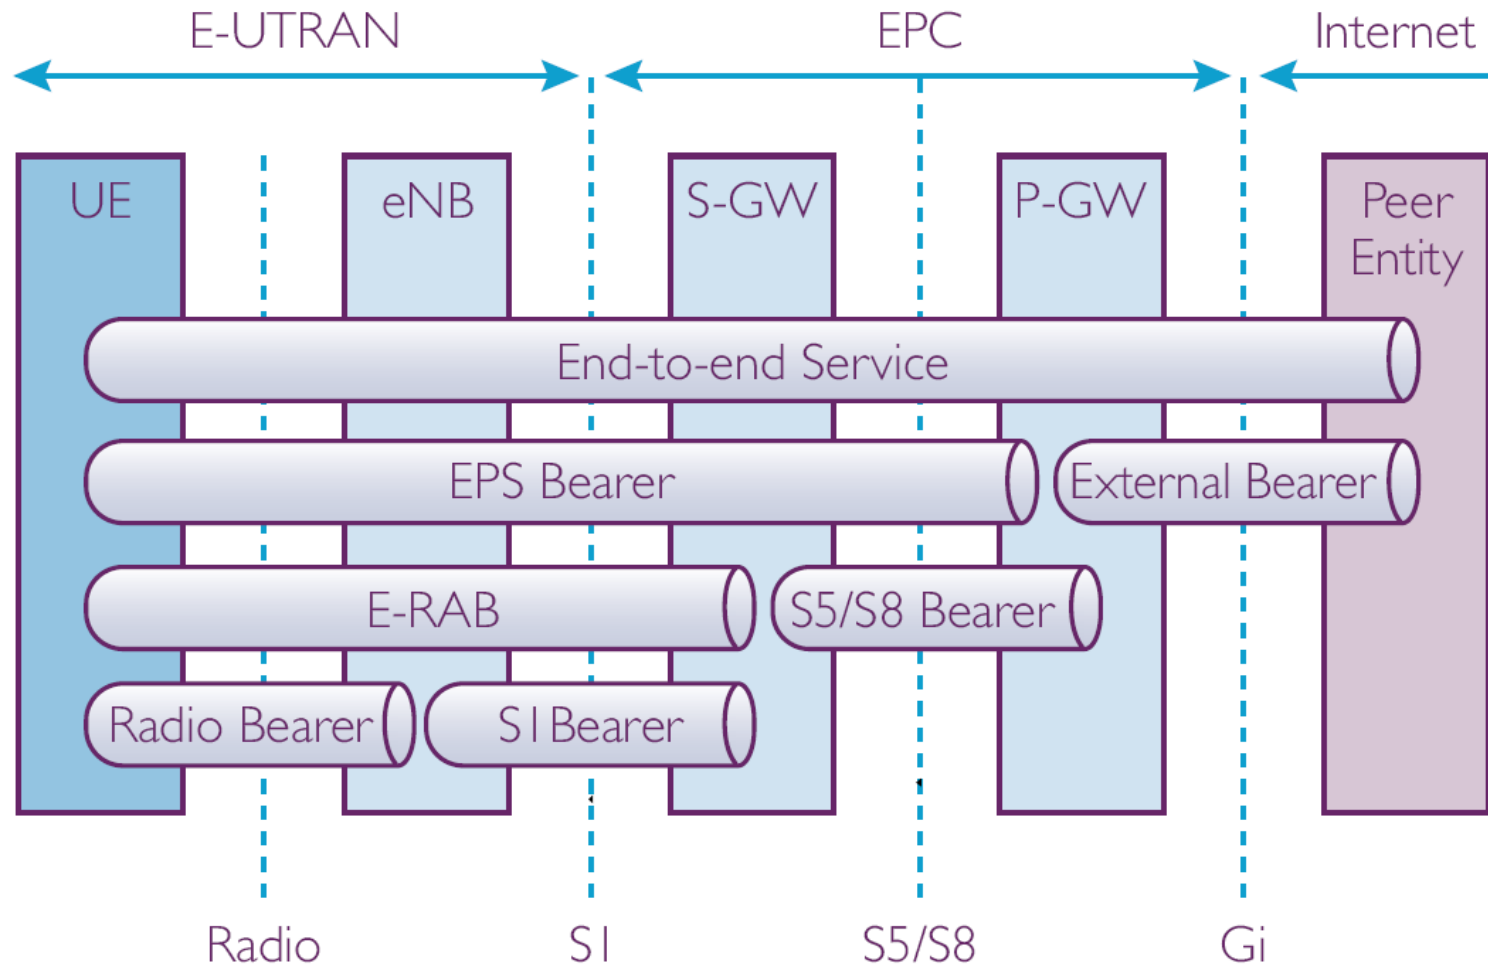 E-UTRAN
EPC
Internet
UE
eNB
S-GW
P-GW
Peer
Entity
End-to-end Service
EPS Bearer
External Bearer
E-RAB
S5/S8 Bearer
Radio Bearer
S1 Bearer
Radio
S1
S5/S8
Gi